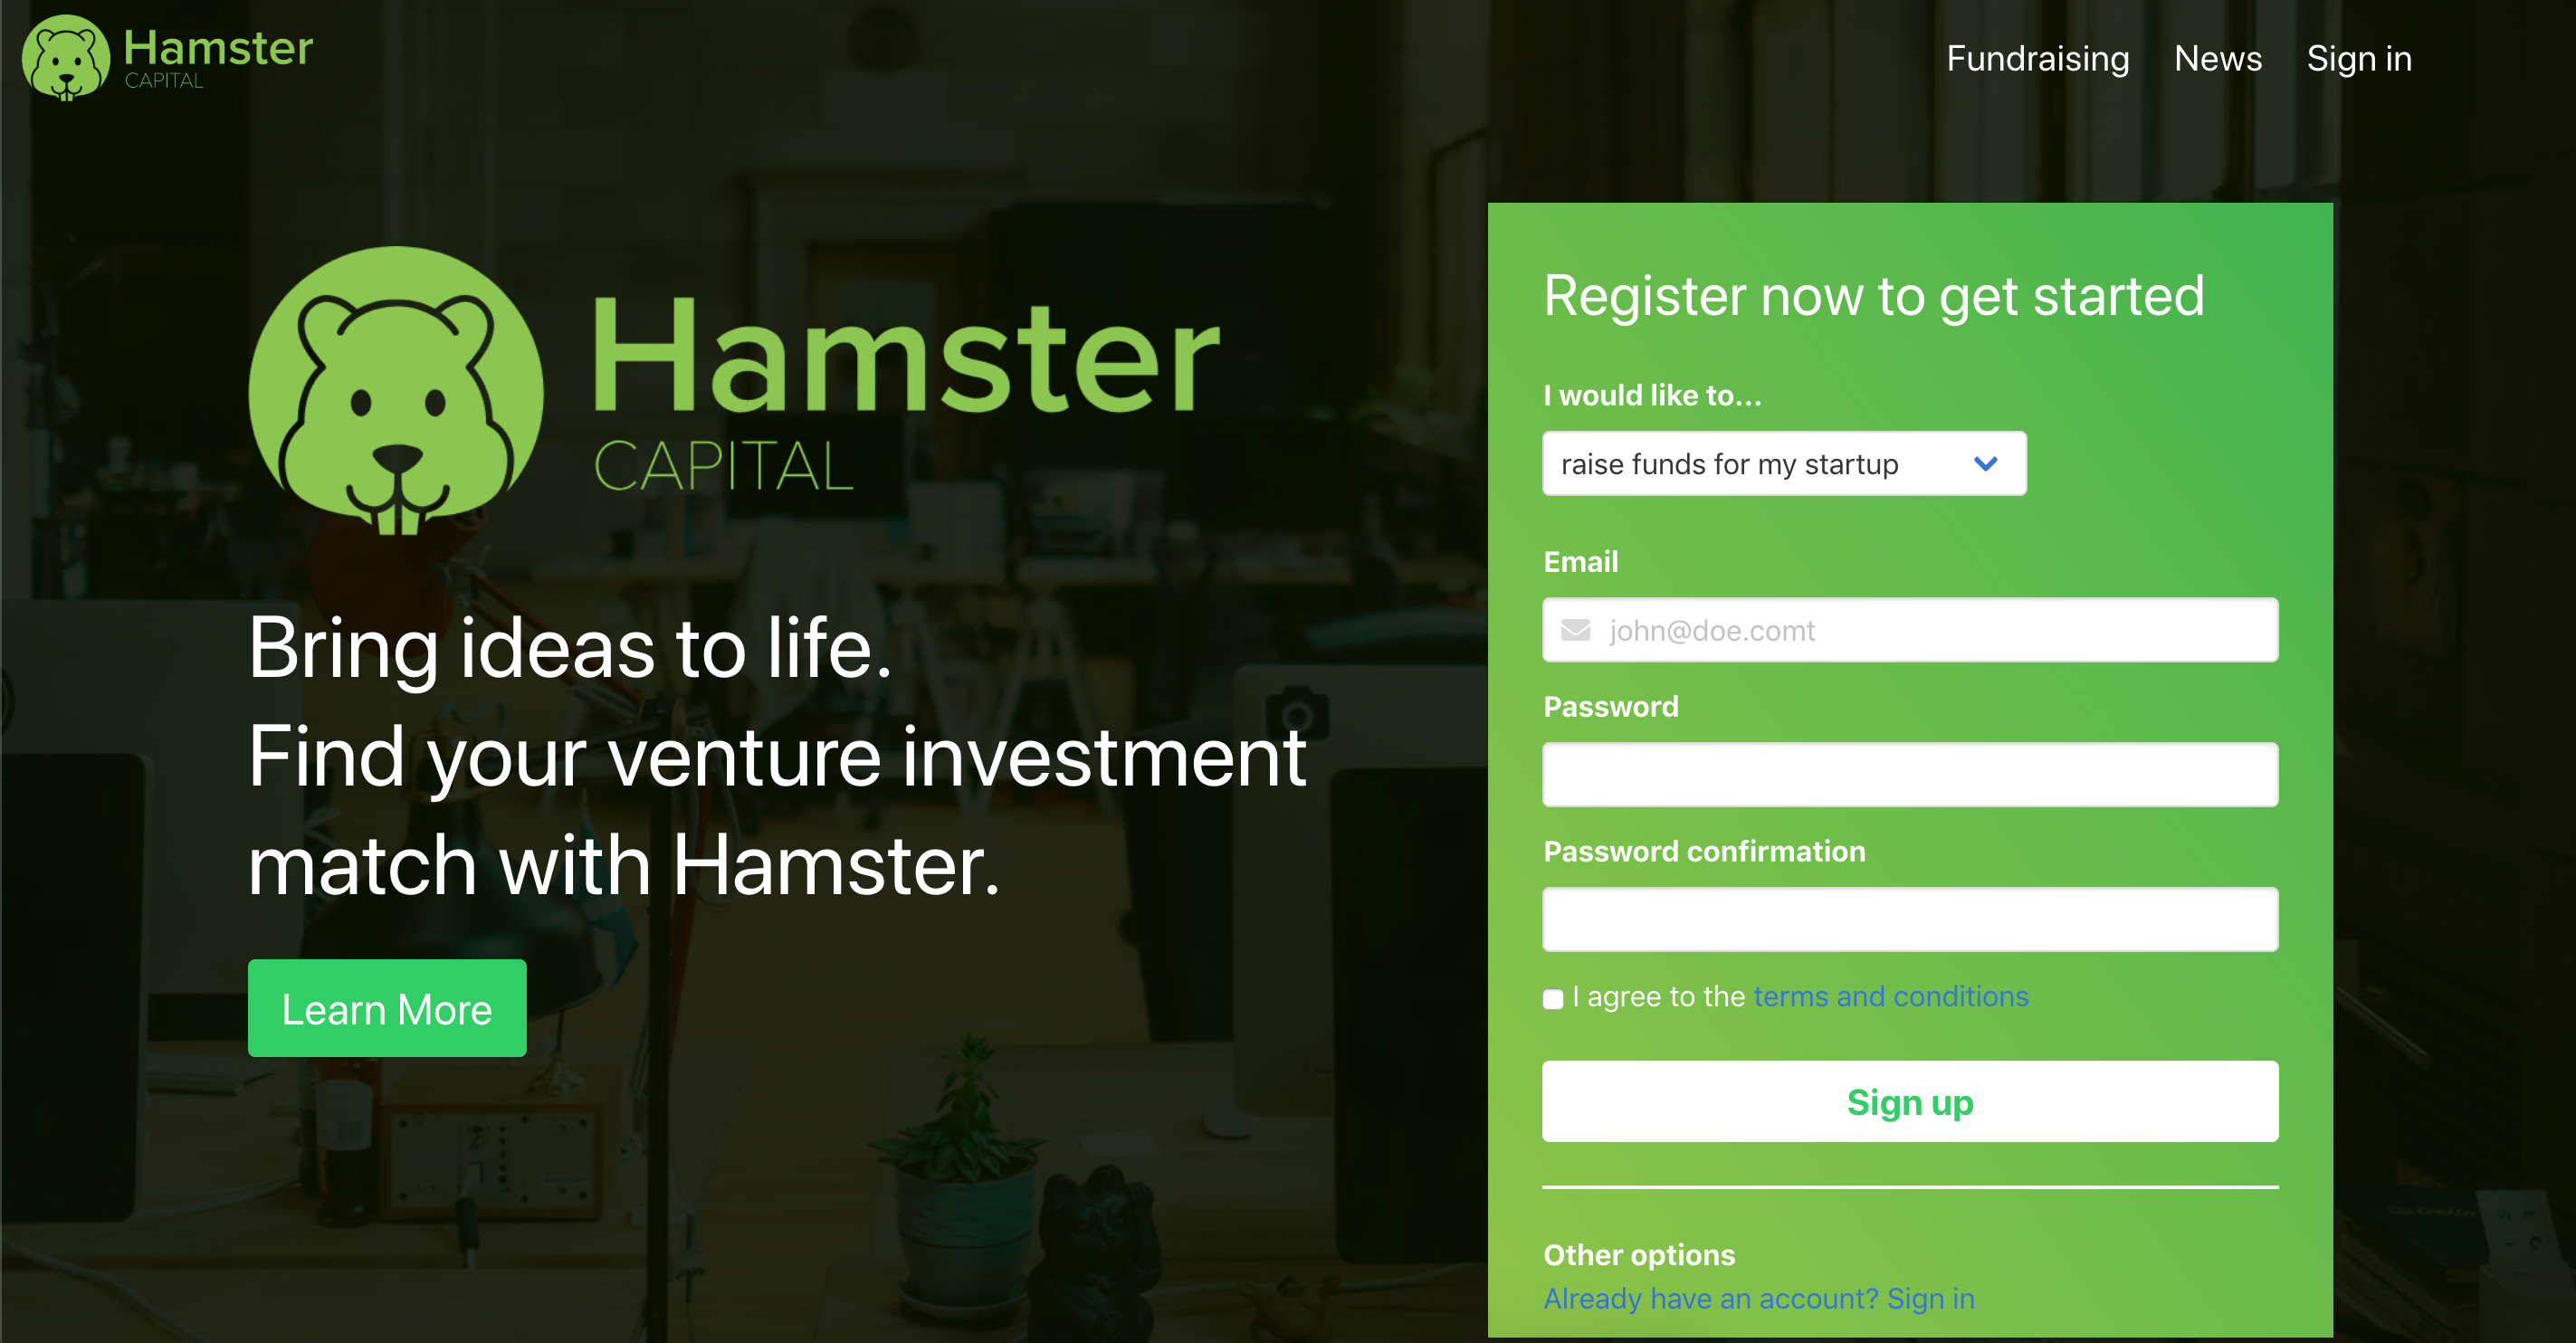 Hamster
CAPITAL
Fundraising News Sign in
Hamster
CAPITAL
Bring ideas to life.
Find your venture investment
match with Hamster.
Learn More
Register now to get started
I would like to...
raise funds for my startup
Email
john@doe.comt
Password
Password confirmation
I agree to the terms and conditions
Sign up
Other options
Already have an account? Sign in